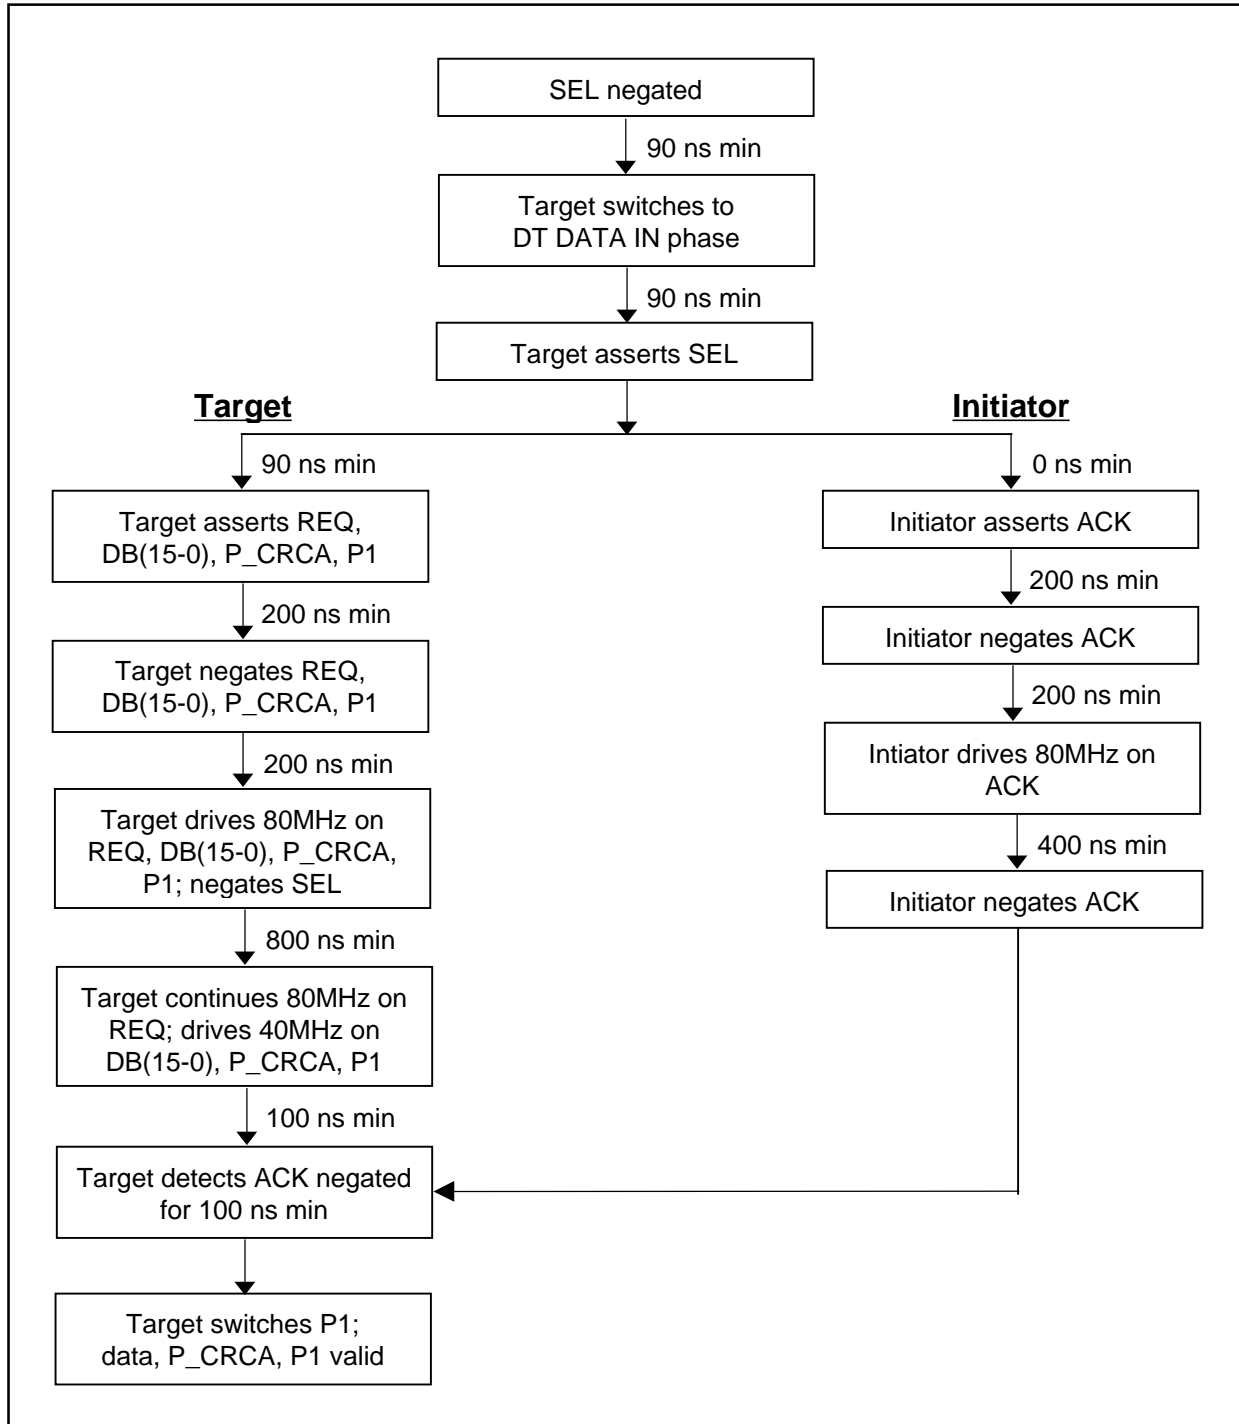 SEL negated
90 ns min
Target switches to
DT DATA IN phase
90 ns min
Target asserts SEL
Target
90 ns min
Target asserts REQ,
DB(15-0), P_CRCA, P1
200 ns min
Target negates REQ,
DB(15-0), P_CRCA, P1
200 ns min
Target drives 80MHz on
REQ, DB(15-0), P_CRCA,
P1; negates SEL
800 ns min
Target continues 80MHz on
REQ; drives 40MHz on
DB(15-0), P_CRCA, P1
100 ns min
Target detects ACK negated
for 100 ns min
Target switches P1;
data, P_CRCA, P1 valid
Initiator
0 ns min
Initiator asserts ACK
200 ns min
Initiator negates ACK
200 ns min
Intiator drives 80MHz on
ACK
400 ns min
Initiator negates ACK